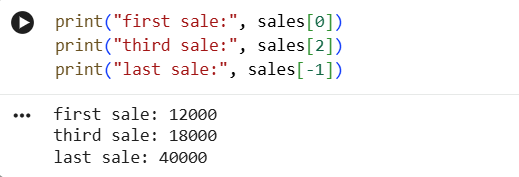 print("first sale:", sales[0])
print("third sale:", sales[2])
print("last sale:", sales[-1])
first sale: 12000
third sale: 18000
last sale: 40000